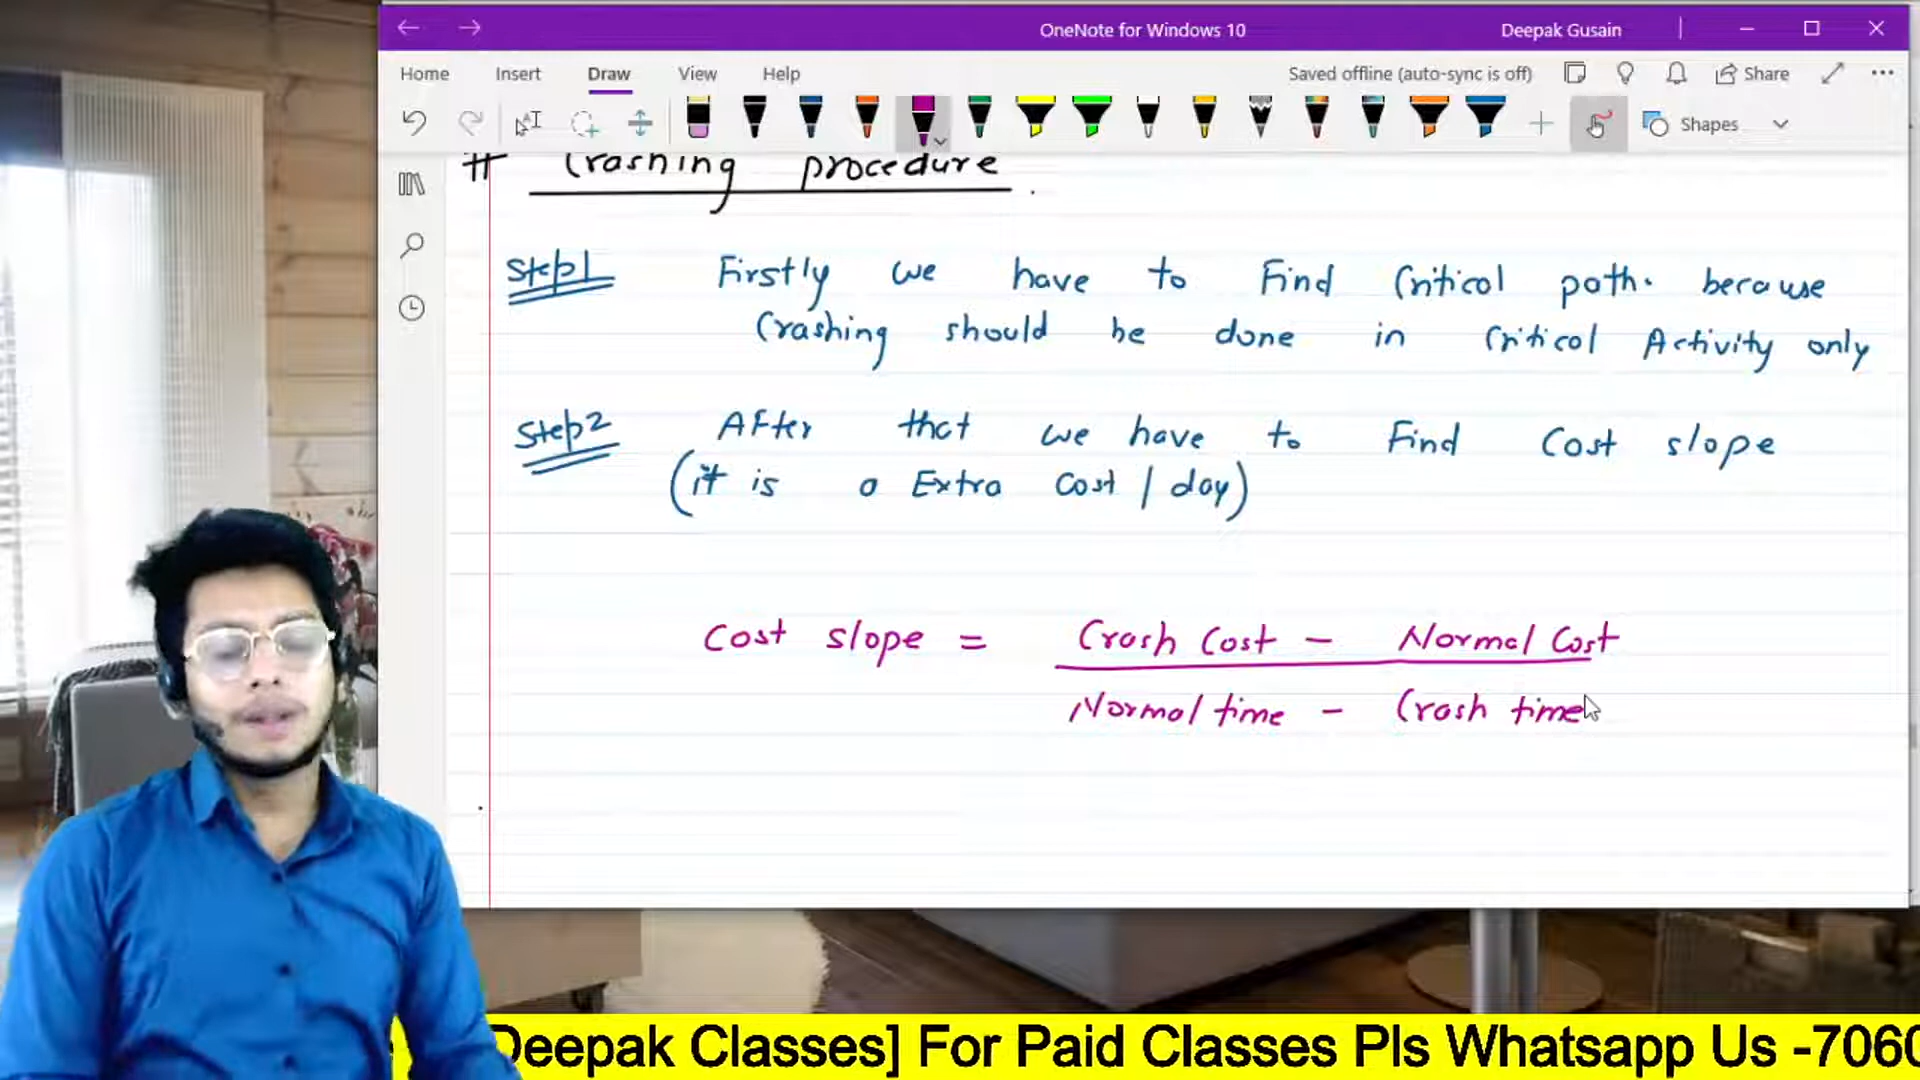 OneNote for Windows 10
Deepak Gusain
Home Insert Draw View Help
Saved offline (auto-sync is off)
Share
Shapes
# Crashing procedure.
Step1 Firstly we have to Find Critical path. because
Crashing should be done in Critical Activity only
Step2 After that we have to Find Cost slope
(it is a Extra Cost / day)
Cost slope = Crash Cost - Normal Cost
Normal time - Crash time
Deepak Classes] For Paid Classes Pls Whatsapp Us -7060